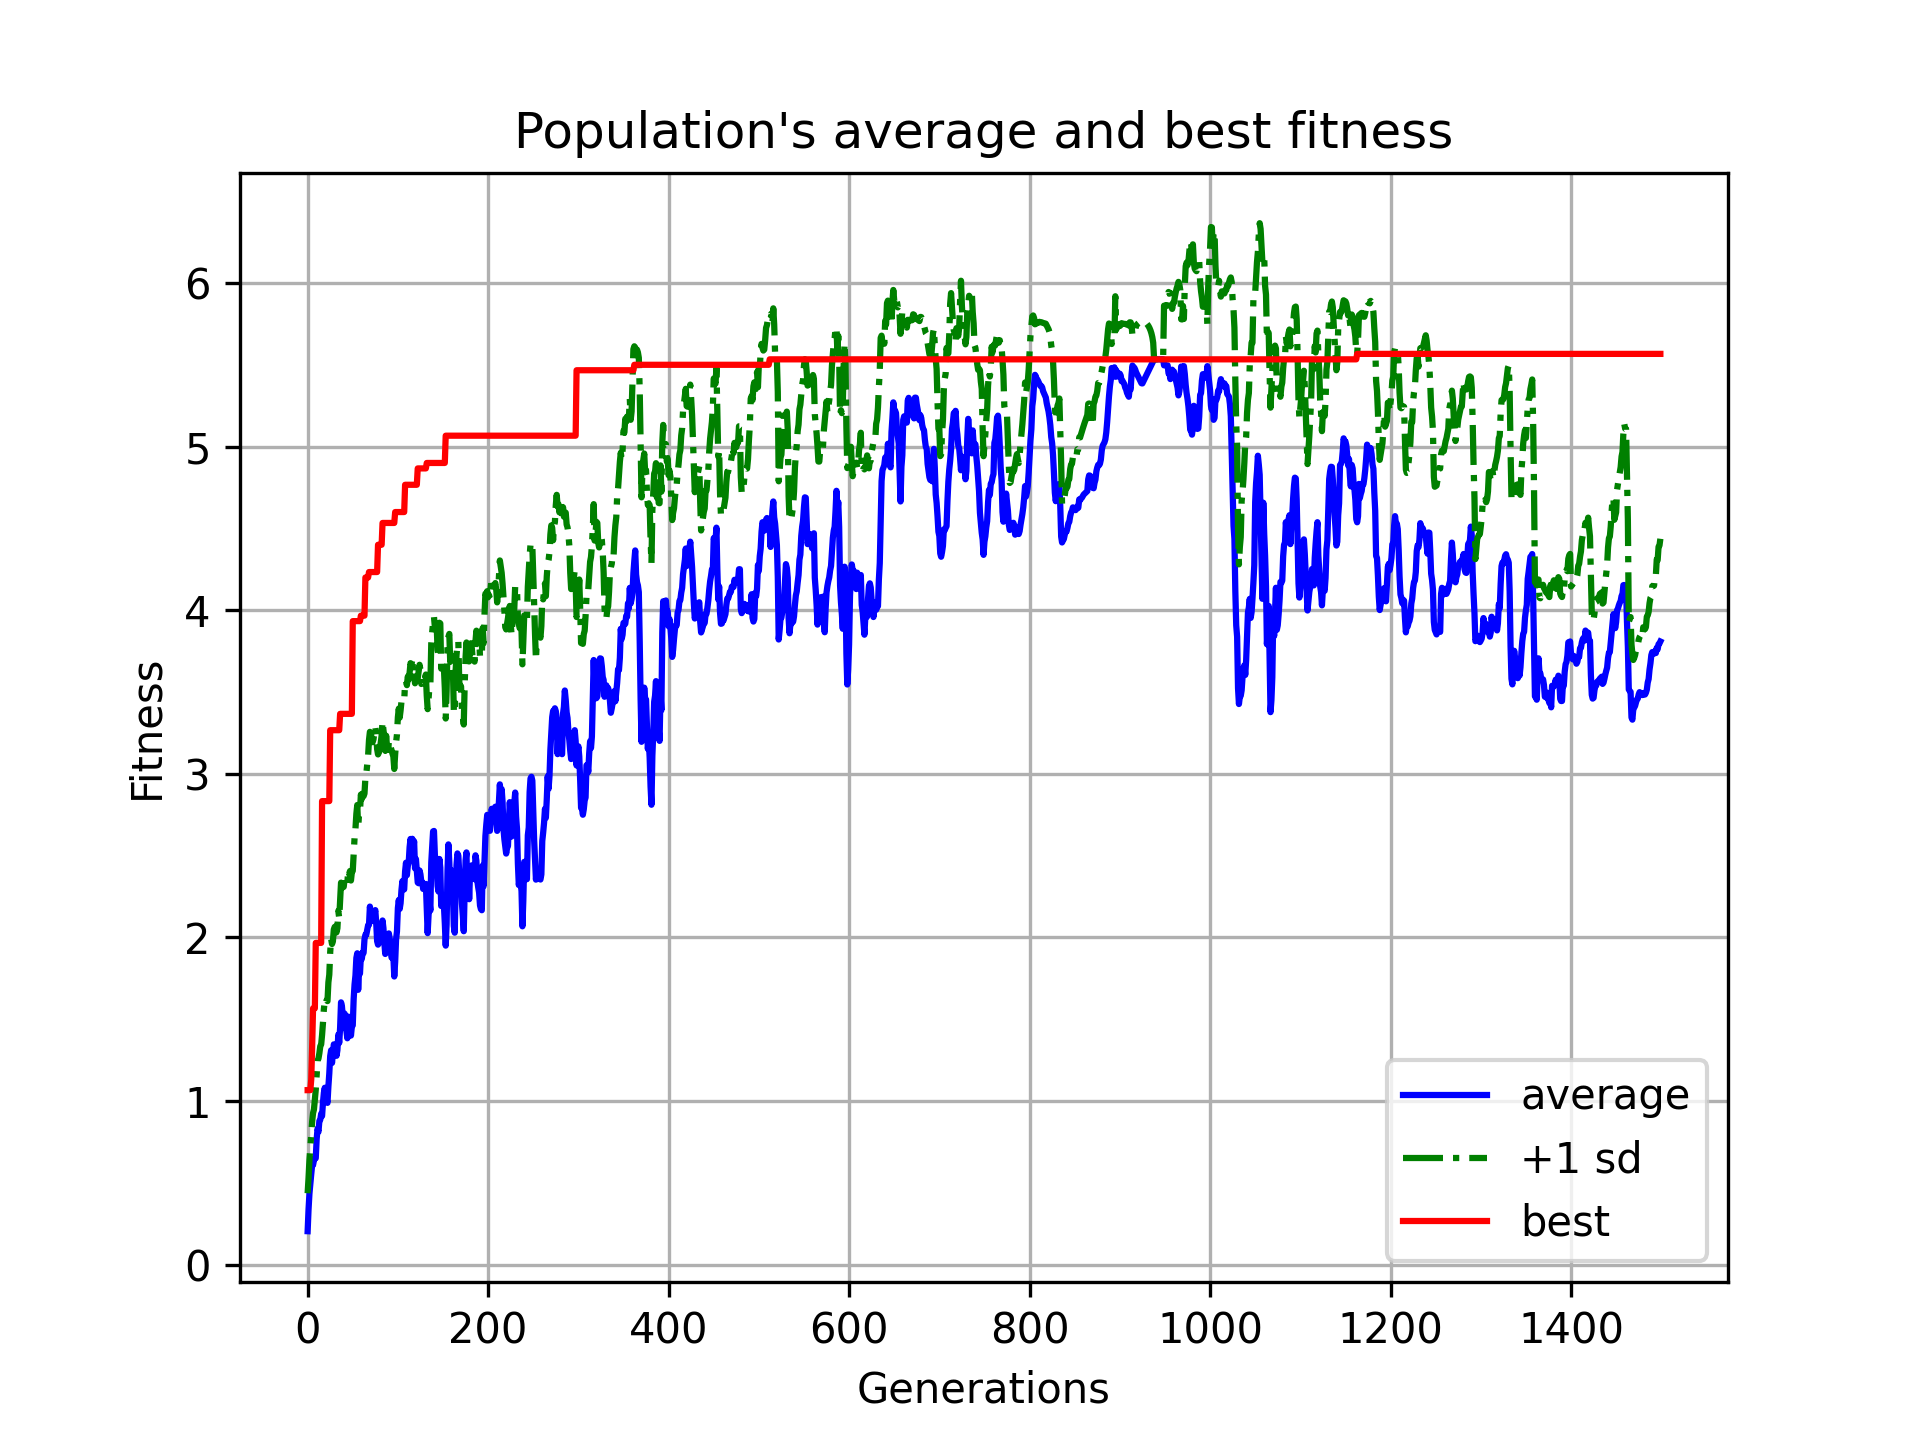 Population's average and best fitness
Fitness
6
5
4
3
2
1
0
average
+1 sd
best
0 200 400 600 800 1000 1200 1400
Generations